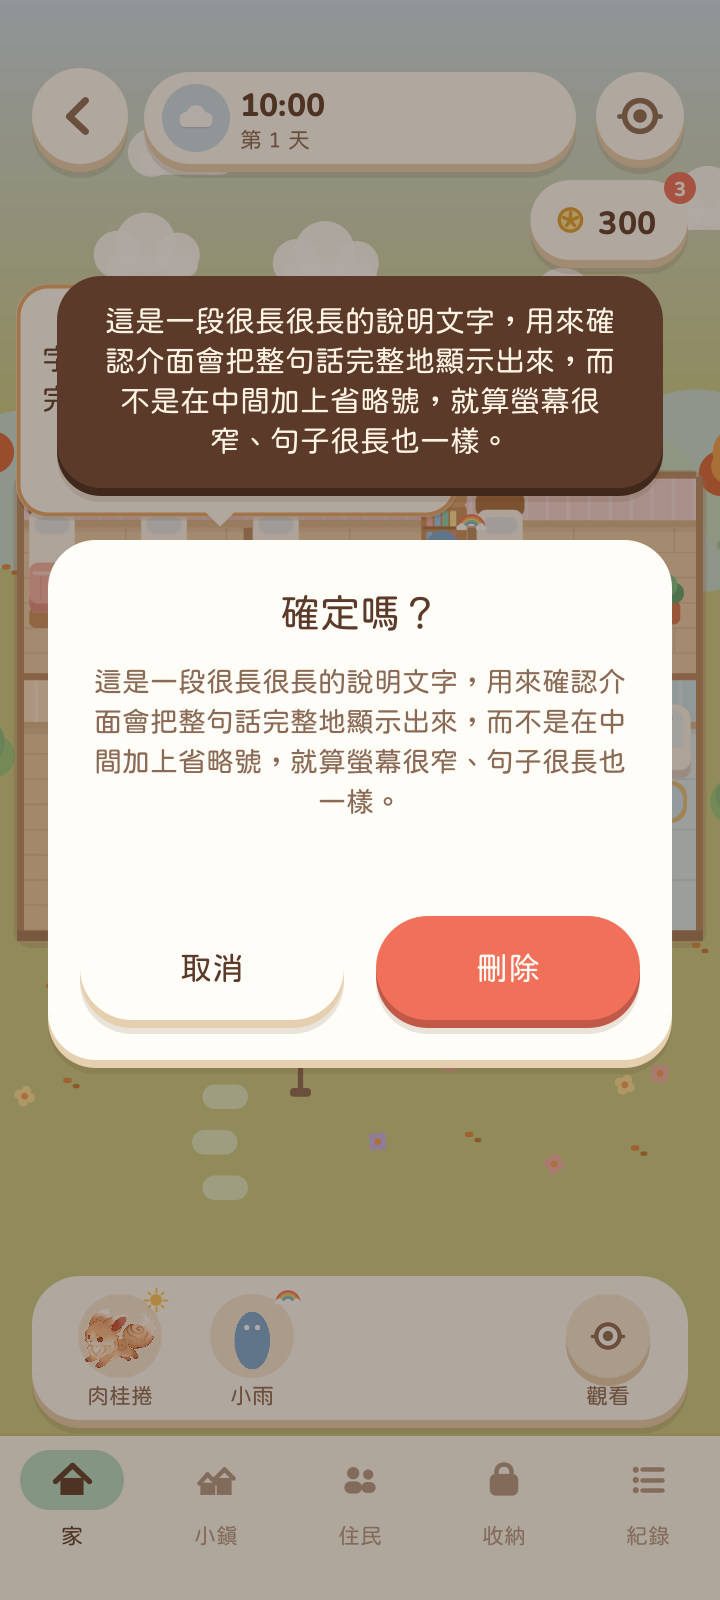 10:00
第 1 天
3
300
這是一段很長很長的說明文字，用來確
認介面會把整句話完整地顯示出來，而
不是在中間加上省略號，就算螢幕很
窄、句子很長也一樣。
確定嗎？
這是一段很長很長的說明文字，用來確認介
面會把整句話完整地顯示出來，而不是在中
間加上省略號，就算螢幕很窄、句子很長也
一樣。
取消
刪除
肉桂捲
小雨
觀看
家
小鎮
住民
收納
紀錄